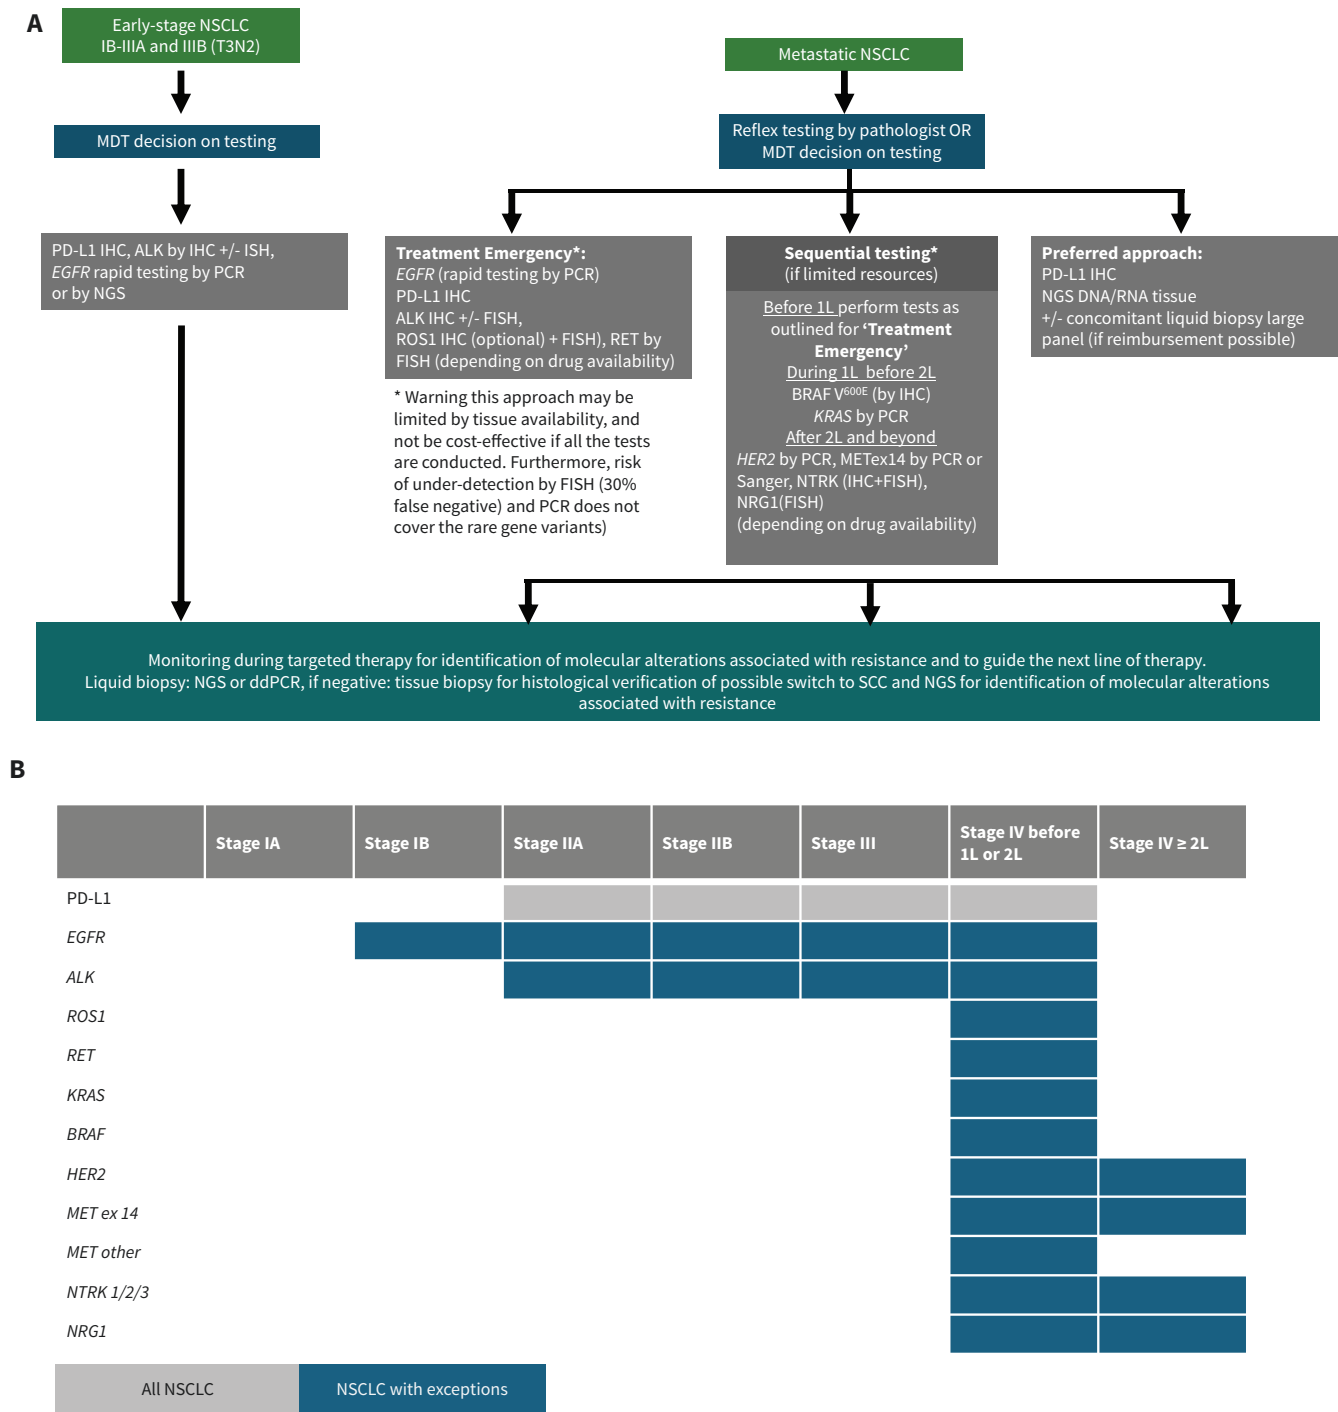 A
Early-stage NSCLC
IB-IIIA and IIIB (T3N2)
MDT decision on testing
PD-L1 IHC, ALK by IHC +/- ISH,
EGFR rapid testing by PCR
or by NGS
Metastatic NSCLC
Reflex testing by pathologist OR
MDT decision on testing
Treatment Emergency*:
EGFR (rapid testing by PCR)
PD-L1 IHC
ALK IHC +/- FISH,
ROS1 IHC (optional) + FISH), RET by
FISH (depending on drug availability)
* Warning this approach may be
limited by tissue availability, and
not be cost-effective if all the tests
are conducted. Furthermore, risk
of under-detection by FISH (30%
false negative) and PCR does not
cover the rare gene variants)
Sequential testing*
(if limited resources)
Before 1L perform tests as
outlined for ‘Treatment
Emergency’
During 1L before 2L
BRAF V600E (by IHC)
KRAS by PCR
After 2L and beyond
HER2 by PCR, METex14 by PCR or
Sanger, NTRK (IHC+FISH),
NRG1(FISH)
(depending on drug availability)
Preferred approach:
PD-L1 IHC
NGS DNA/RNA tissue
+/- concomitant liquid biopsy large
panel (if reimbursement possible)
Monitoring during targeted therapy for identification of molecular alterations associated with resistance and to guide the next line of therapy.
Liquid biopsy: NGS or ddPCR, if negative: tissue biopsy for histological verification of possible switch to SCC and NGS for identification of molecular alterations
associated with resistance
B
Stage IA
Stage IB
Stage IIA
Stage IIB
Stage III
Stage IV before
1L or 2L
Stage IV ≥ 2L
PD-L1
EGFR
ALK
ROS1
RET
KRAS
BRAF
HER2
MET ex 14
MET other
NTRK 1/2/3
NRG1
All NSCLC
NSCLC with exceptions